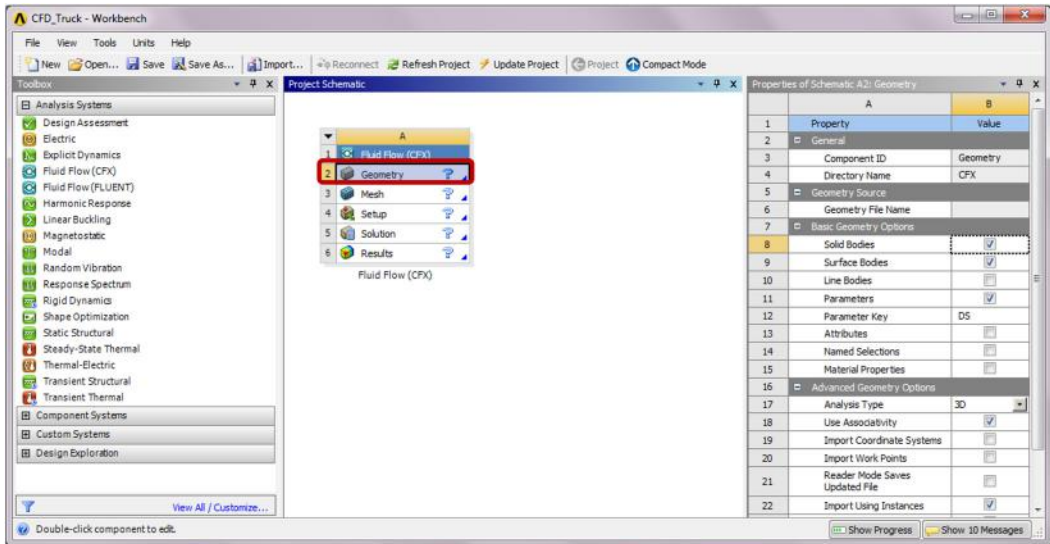 CFD_Truck - Workbench
File View Tools Units Help
New Open... Save Save As... Import... Reconnect Refresh Project Update Project Project Compact Mode
Toolbox
Analysis Systems
Design Assessment
Electric
Explicit Dynamics
Fluid Flow (CFX)
Fluid Flow (FLUENT)
Harmonic Response
Linear Buckling
Magnetostatic
Modal
Random Vibration
Response Spectrum
Rigid Dynamics
Shape Optimization
Static Structural
Steady-State Thermal
Thermal-Electric
Transient Structural
Transient Thermal
Component Systems
Custom Systems
Design Exploration
View All / Customize...
Project Schematic
A
1 Fluid Flow (CFX)
2 Geometry ?
3 Mesh ?
4 Setup ?
5 Solution ?
6 Results ?
Fluid Flow (CFX)
Properties of Schematic A2: Geometry
A B
1 Property Value
2 General
3 Component ID Geometry
4 Directory Name CFX
5 Geometry Source
6 Geometry File Name
7 Basic Geometry Options
8 Solid Bodies
9 Surface Bodies
10 Line Bodies
11 Parameters
12 Parameter Key DS
13 Attributes
14 Named Selections
15 Material Properties
16 Advanced Geometry Options
17 Analysis Type 3D
18 Use Associativity
19 Import Coordinate Systems
20 Import Work Points
21 Reader Mode Saves
Updated File
22 Import Using Instances
Double-click component to edit.
Show Progress Show 10 Messages